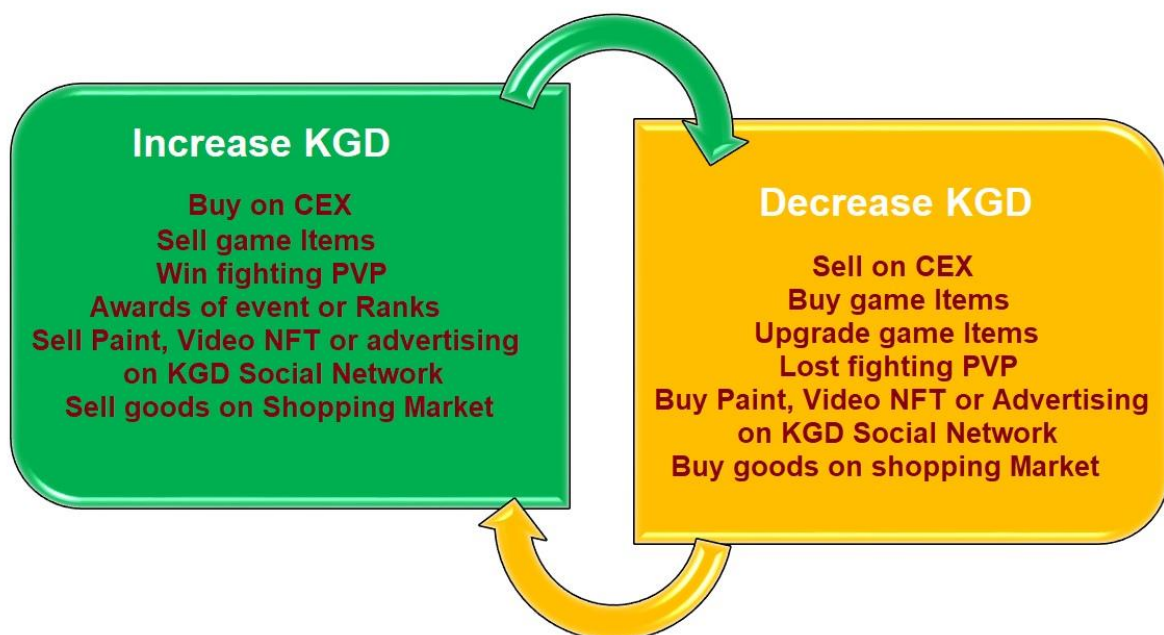 Increase KGD
Buy on CEX
Sell game Items
Win fighting PVP
Awards of event or Ranks
Sell Paint, Video NFT or advertising
on KGD Social Network
Sell goods on Shopping Market
Decrease KGD
Sell on CEX
Buy game Items
Upgrade game Items
Lost fighting PVP
Buy Paint, Video NFT or Advertising
on KGD Social Network
Buy goods on shopping Market